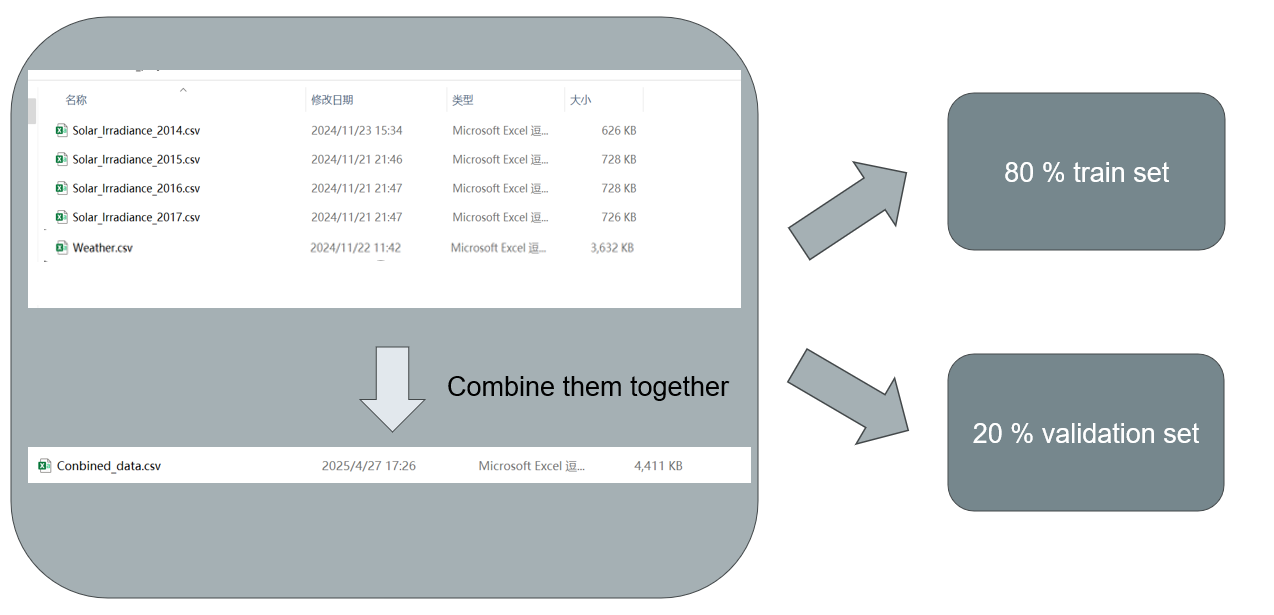 名称 修改日期 类型 大小
Solar_Irradiance_2014.csv 2024/11/23 15:34 Microsoft Excel 逗... 626 KB
Solar_Irradiance_2015.csv 2024/11/21 21:46 Microsoft Excel 逗... 728 KB
Solar_Irradiance_2016.csv 2024/11/21 21:47 Microsoft Excel 逗... 728 KB
Solar_Irradiance_2017.csv 2024/11/21 21:47 Microsoft Excel 逗... 726 KB
Weather.csv 2024/11/22 11:42 Microsoft Excel 逗... 3,632 KB
Combine them together
Conbined_data.csv 2025/4/27 17:26 Microsoft Excel 逗... 4,411 KB
80 % train set
20 % validation set